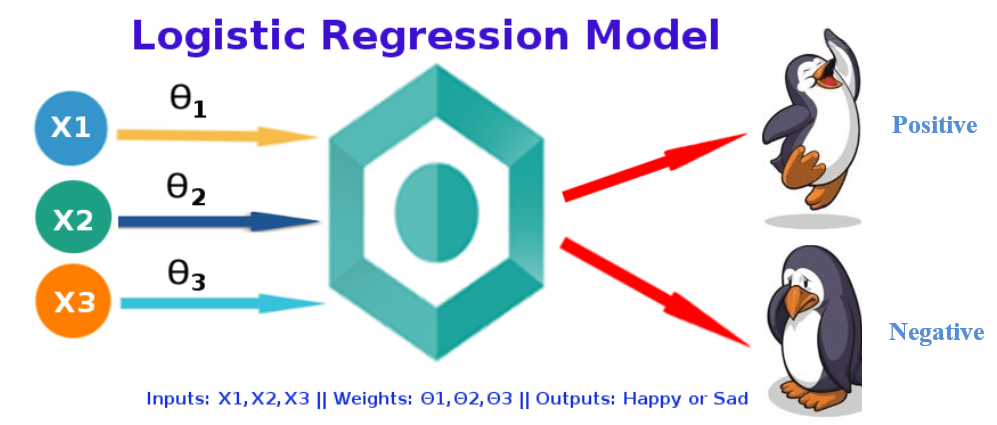 Logistic Regression Model
X1
θ1
X2
θ2
X3
θ3
Positive
Negative
Inputs: X1,X2,X3 || Weights: Θ1,Θ2,Θ3 || Outputs: Happy or Sad